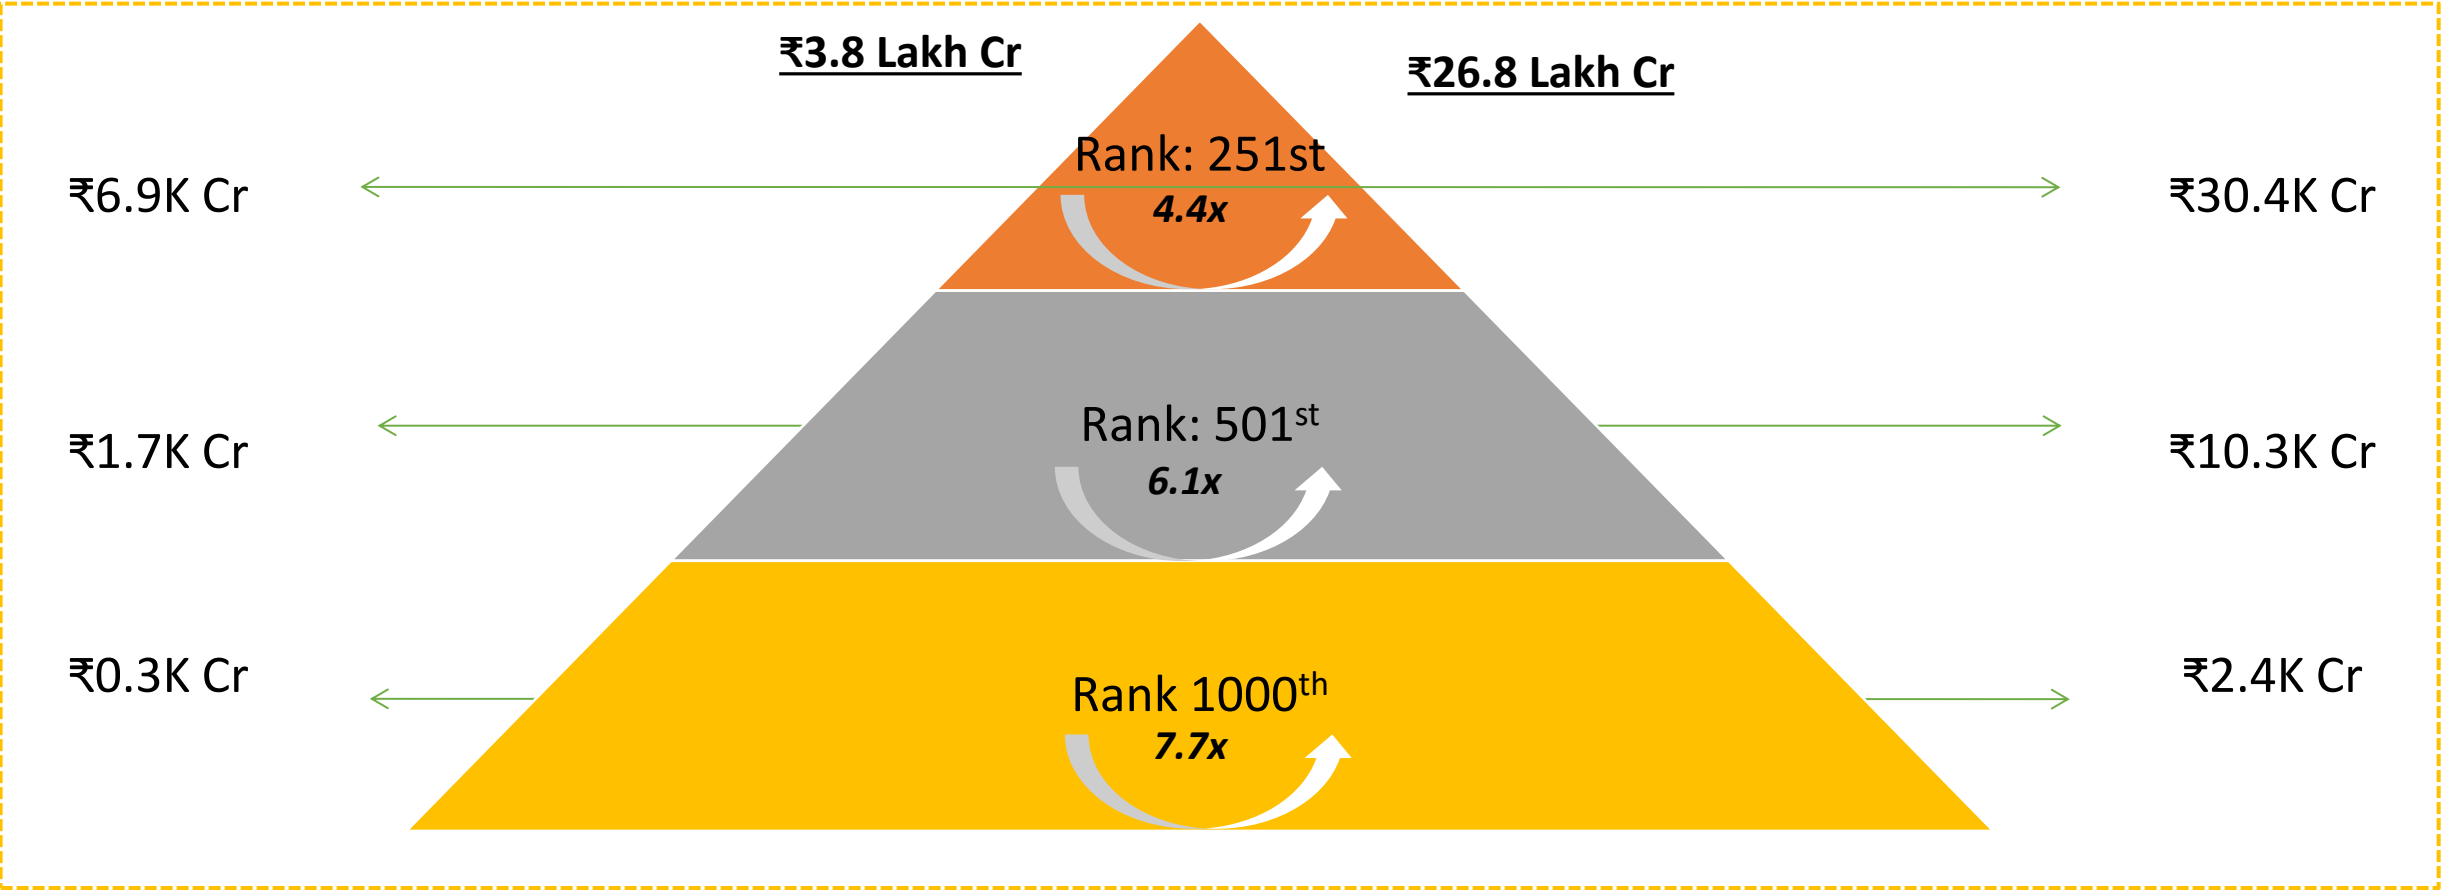 ₹3.8 Lakh Cr
₹26.8 Lakh Cr
Rank: 251st
4.4x
₹6.9K Cr
₹30.4K Cr
Rank: 501st
6.1x
₹1.7K Cr
₹10.3K Cr
Rank 1000th
7.7x
₹0.3K Cr
₹2.4K Cr